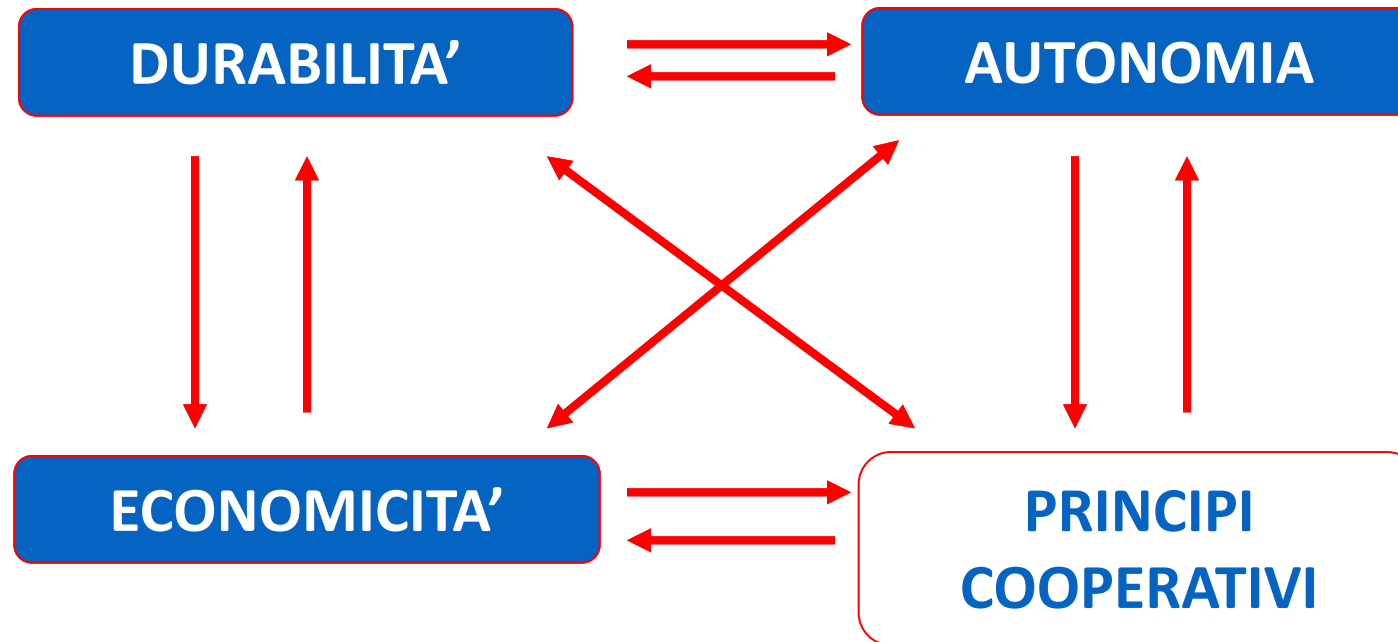 DURABILITA’
AUTONOMIA
ECONOMICITA’
PRINCIPI
COOPERATIVI